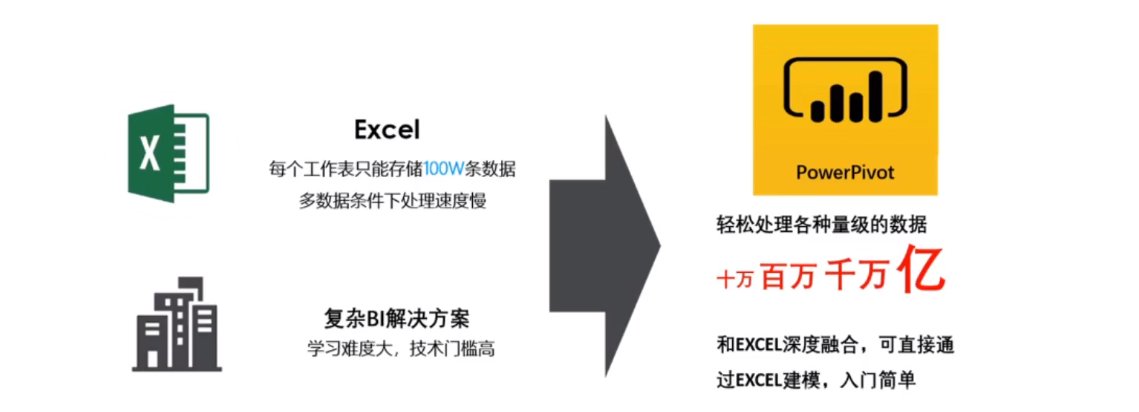 X
Excel
每个工作表只能存储100W条数据
多数据条件下处理速度慢
复杂BI解决方案
学习难度大，技术门槛高
PowerPivot
轻松处理各种量级的数据
十万 百万 千万 亿
和EXCEL深度融合，可直接通
过EXCEL建模，入门简单